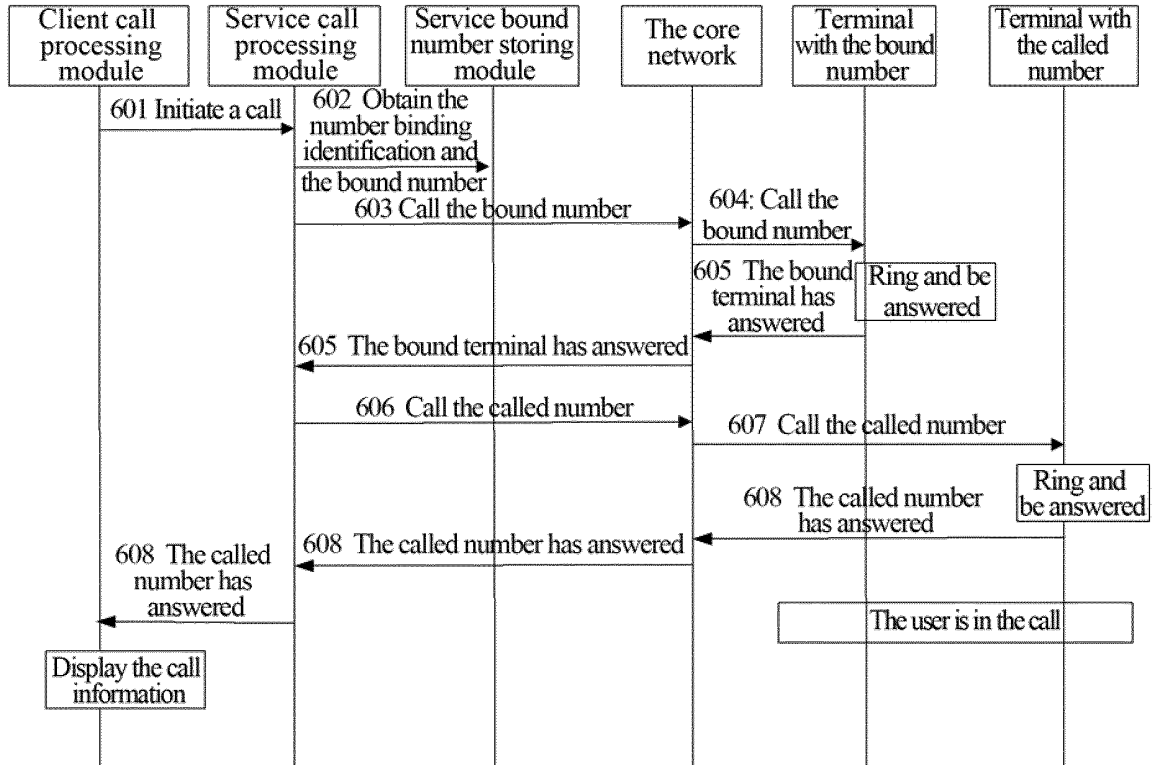 Client call
processing
module
Service call
processing
module
Service bound
number storing
module
The core
network
Terminal
with the bound
number
Terminal with
the called
number
601 Initiate a call
602 Obtain the
number binding
identification and
the bound number
603 Call the bound number
604: Call the
bound number
605 The bound
terminal has
answered
Ring and be
answered
605 The bound terminal has answered
606 Call the called number
607 Call the called number
Ring and
be answered
608 The called number
has answered
608 The called number has answered
608 The called
number has
answered
The user is in the call
Display the call
information